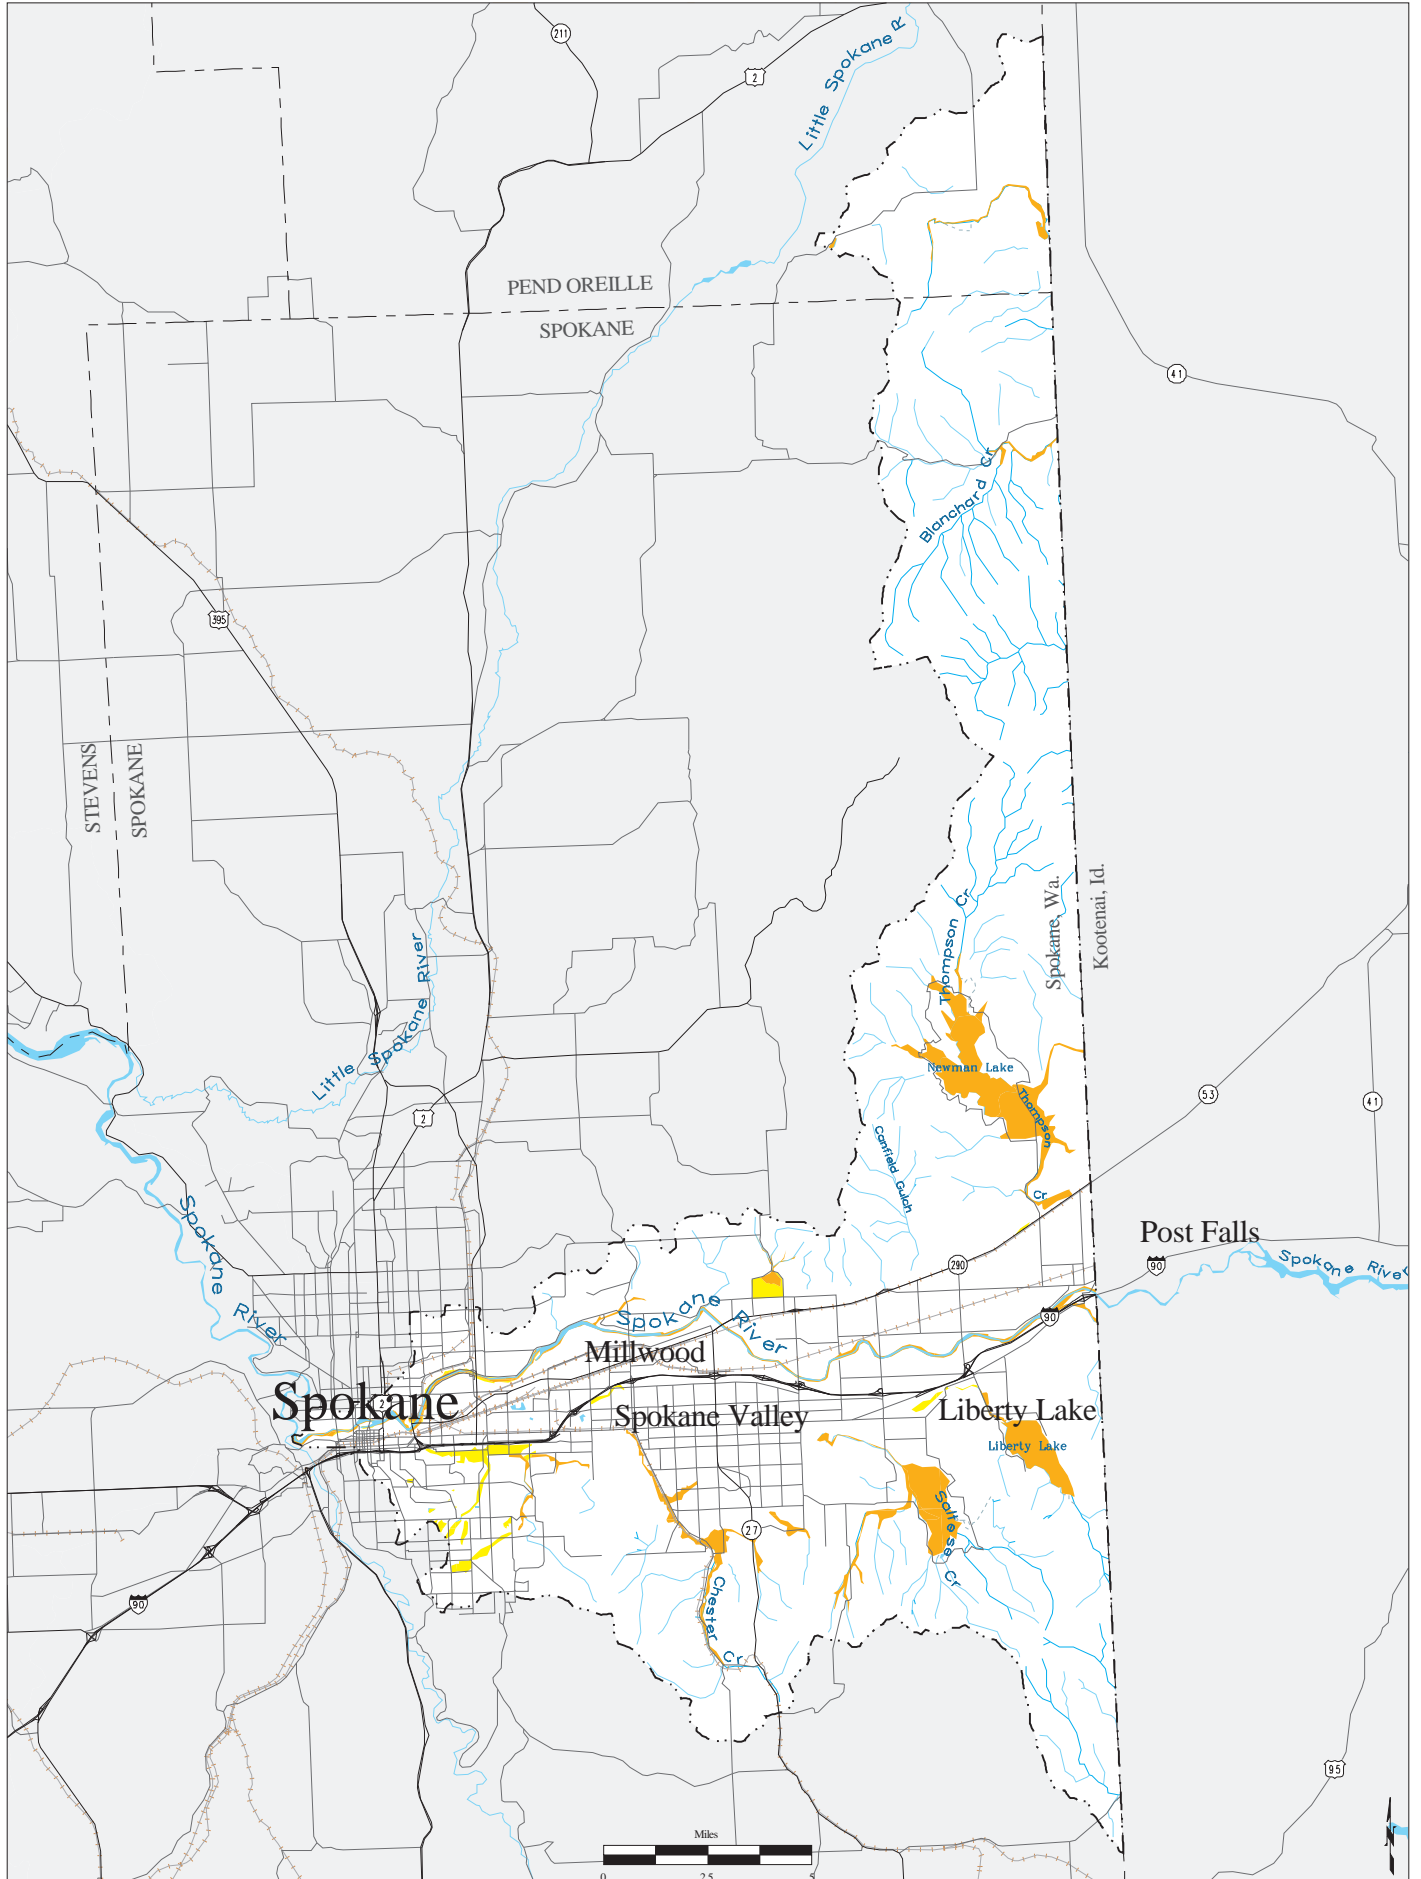 211
2
Little Spokane R
PEND OREILLE
SPOKANE
41
Blanchard Cr
395
STEVENS
SPOKANE
Thompson Cr
Spokane, Wa.
Kootenai, Id.
Little Spokane River
Newman Lake
Thompson
Cr
2
53
41
Canfield Gulch
Spokane
River
Post Falls
90
Spokane River
290
90
Spokane
River
Millwood
Spokane
2
Spokane Valley
Liberty Lake
Liberty Lake
Saltese Cr
27
Chester Cr
90
95
Miles
0 2.5 5
N